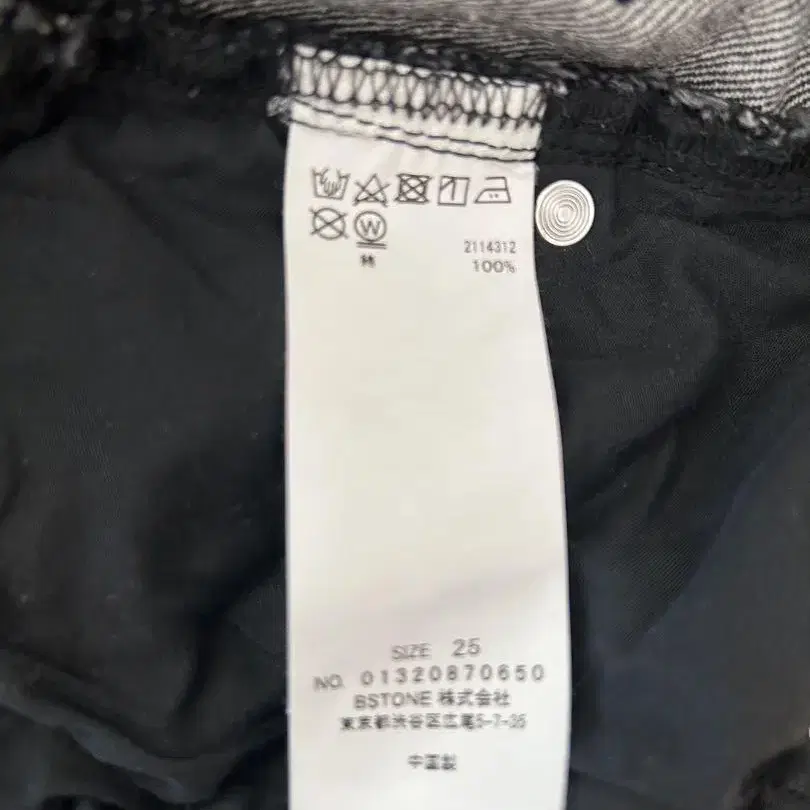 W
2114312
綿 100%
SIZE 25
NO. 01320870650
BSTONE 株式会社
東京都渋谷区広尾5-7-35
中国製